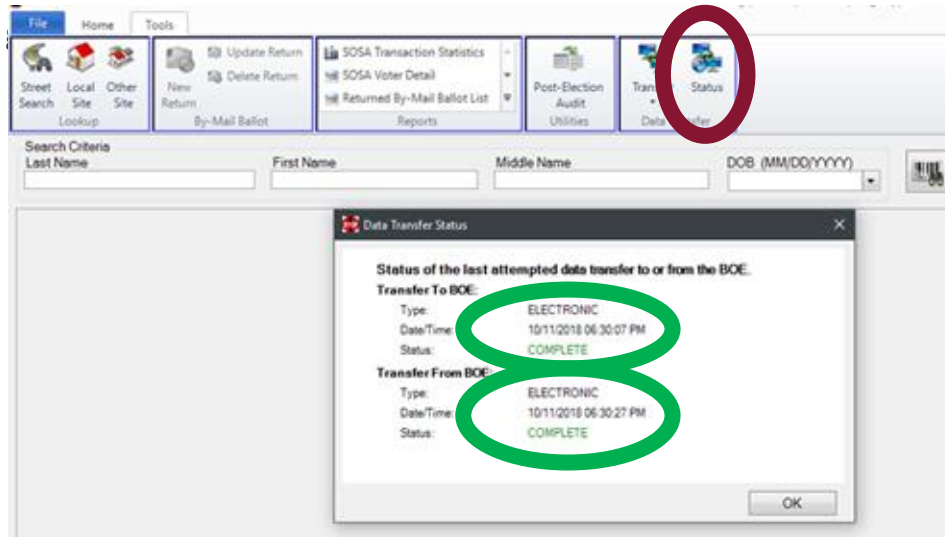 File Home Tools
Street Search
Local Site
Other Site
Lookup
New Return
Update Return
Delete Return
By-Mail Ballot
SOSA Transaction Statistics
SOSA Voter Detail
Returned By-Mail Ballot List
Reports
Post-Election Audit
Utilities
Status
Data
Search Criteria
Last Name First Name Middle Name DOB (MM/DD/YYYY)
Data Transfer Status
Status of the last attempted data transfer to or from the BOE.
Transfer To BOE:
Type: ELECTRONIC
Date/Time: 10/11/2018 06:30:07 PM
Status: COMPLETE
Transfer From BOE:
Type: ELECTRONIC
Date/Time: 10/11/2018 06:30:27 PM
Status: COMPLETE
OK